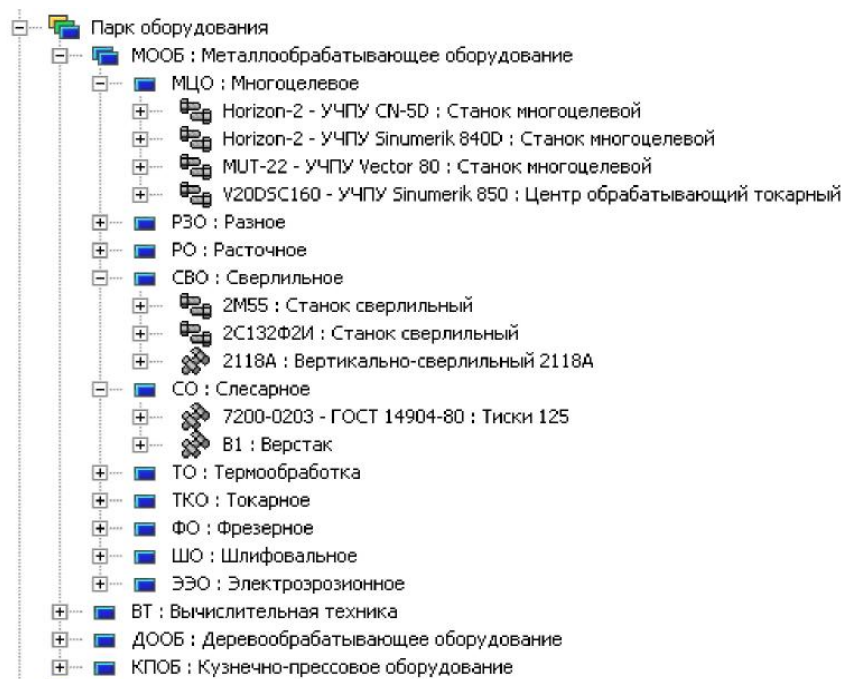 Парк оборудования
МООБ : Металлообрабатывающее оборудование
МЦО : Многоцелевое
Horizon-2 - УЧПУ CN-5D : Станок многоцелевой
Horizon-2 - УЧПУ Sinumerik 840D : Станок многоцелевой
MUT-22 - УЧПУ Vector 80 : Станок многоцелевой
V20DSC160 - УЧПУ Sinumerik 850 : Центр обрабатывающий токарный
РЗО : Разное
РО : Расточное
СВО : Сверлильное
2М55 : Станок сверлильный
2С132Ф2И : Станок сверлильный
2118А : Вертикально-сверлильный 2118А
СО : Слесарное
7200-0203 - ГОСТ 14904-80 : Тиски 125
В1 : Верстак
ТО : Термообработка
ТКО : Токарное
ФО : Фрезерное
ШО : Шлифовальное
ЭЭО : Электроэрозионное
ВТ : Вычислительная техника
ДООБ : Деревообрабатывающее оборудование
КПОБ : Кузнечно-прессовое оборудование